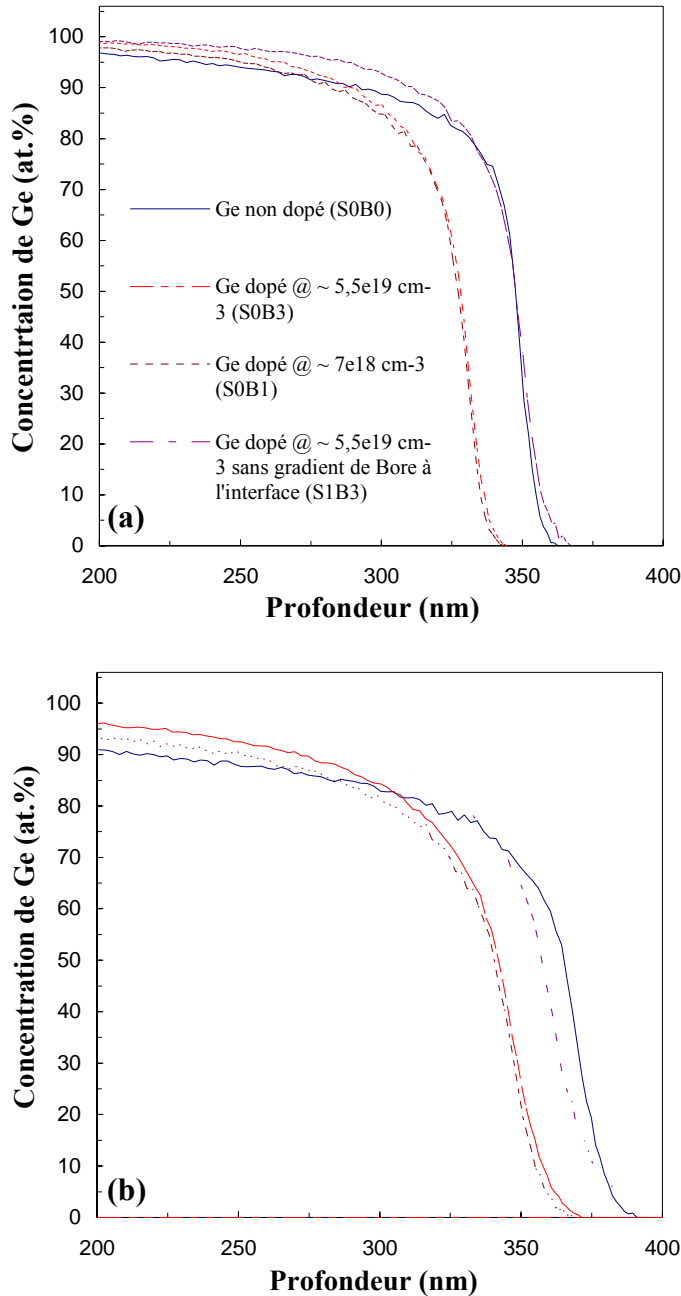 100
90
80
70
60
50
40
30
20
10
0
Concentrtaion de Ge (at.%)
Ge non dopé (S0B0)
Ge dopé @ ~ 5,5e19 cm-
3 (S0B3)
Ge dopé @ ~ 7e18 cm-3
(S0B1)
Ge dopé @ ~ 5,5e19 cm-
3 sans gradient de Bore à
l'interface (S1B3)
(a)
200 250 300 350 400
Profondeur (nm)
100
90
80
70
60
50
40
30
20
10
0
Concentration de Ge (at.%)
(b)
200 250 300 350 400
Profondeur (nm)